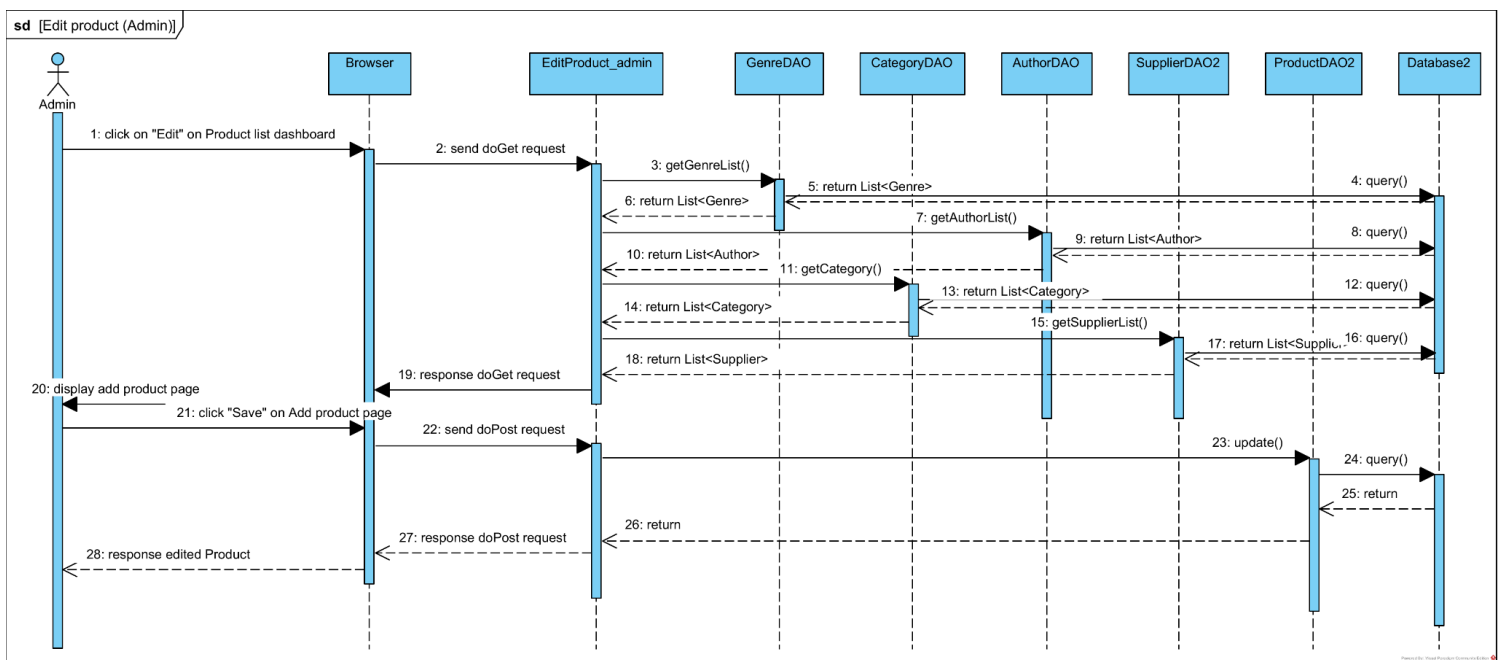 sd [Edit product (Admin)]
Admin
Browser
EditProduct_admin
GenreDAO
CategoryDAO
AuthorDAO
SupplierDAO2
ProductDAO2
Database2
1: click on "Edit" on Product list dashboard
2: send doGet request
3: getGenreList()
4: query()
5: return List<Genre>
6: return List<Genre>
7: getAuthorList()
8: query()
9: return List<Author>
10: return List<Author>
11: getCategory()
12: query()
13: return List<Category>
14: return List<Category>
15: getSupplierList()
16: query()
17: return List<Supplier
18: return List<Supplier>
19: response doGet request
20: display add product page
21: click "Save" on Add product page
22: send doPost request
23: update()
24: query()
25: return
26: return
27: response doPost request
28: response edited Product